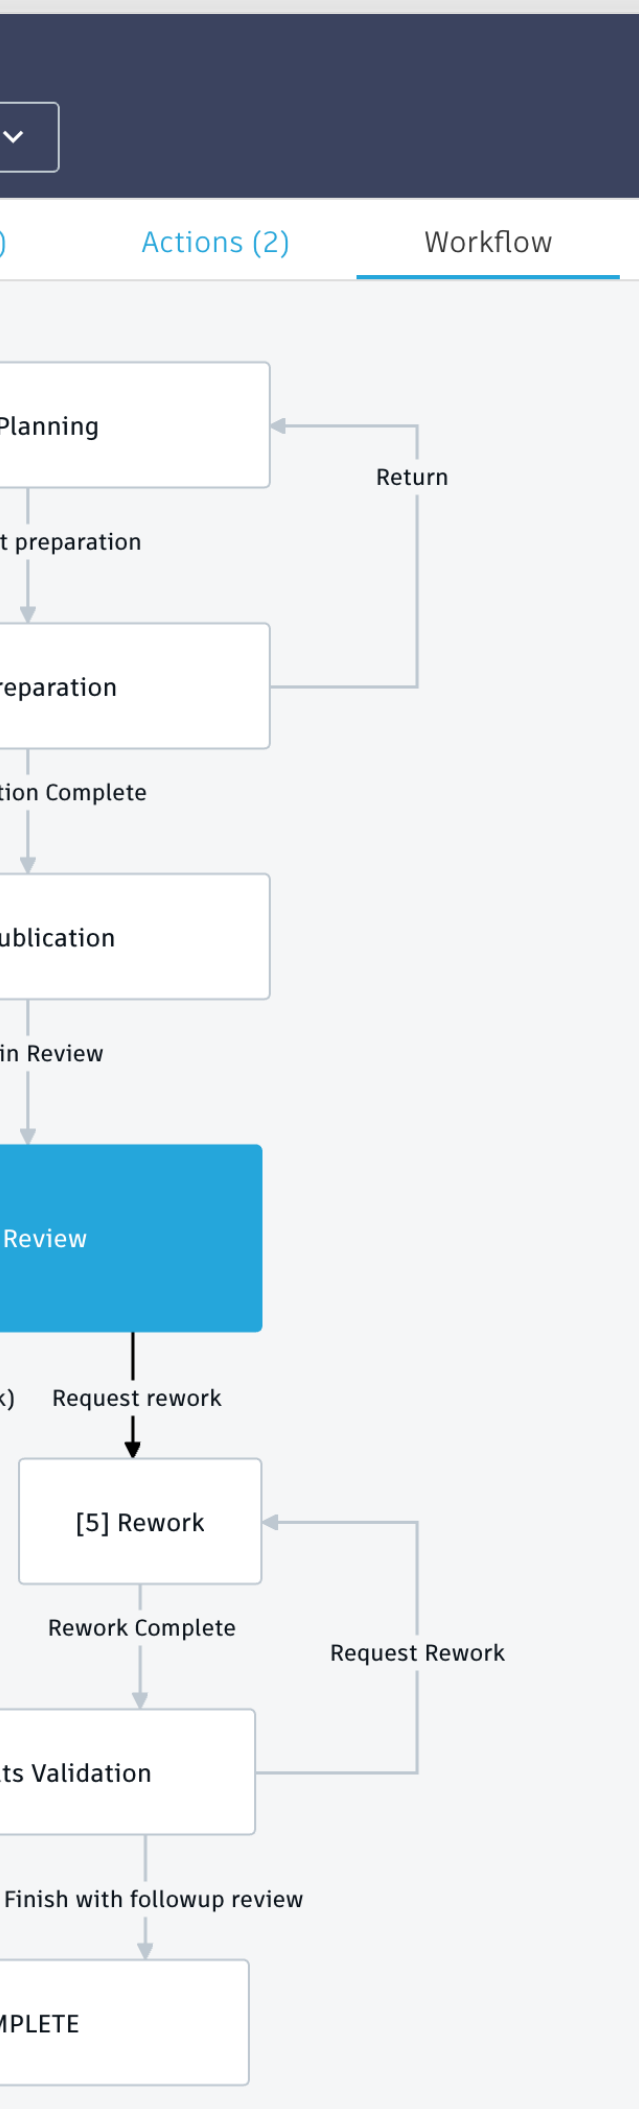 )
Actions (2)
Workflow
Planning
Return
t preparation
reparation
tion Complete
ublication
in Review
Review
k)
Request rework
[5] Rework
Rework Complete
Request Rework
ts Validation
Finish with followup review
MPLETE